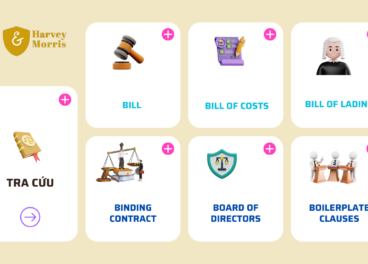 &
Harvey
Morris
BILL
BILL OF COSTS
BILL OF LADIN
TRA CỨU
BINDING
CONTRACT
BOARD OF
DIRECTORS
BOILERPLATE
CLAUSES